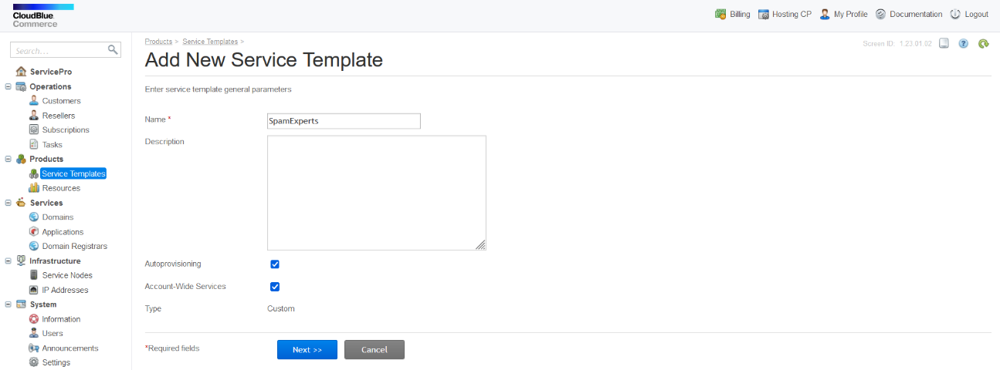 CloudBlue.
Commerce
Billing Hosting CP My Profile Documentation Logout
Search...
ServicePro
Operations
Customers
Resellers
Subscriptions
Tasks
Products
Service Templates
Resources
Services
Domains
Applications
Domain Registrars
Infrastructure
Service Nodes
IP Addresses
System
Information
Users
Announcements
Settings
Products > Service Templates >
Screen ID: 1.23.01.02
Add New Service Template
Enter service template general parameters
Name * SpamExperts
Description
Autoprovisioning
Account-Wide Services
Type Custom
*Required fields Next >> Cancel